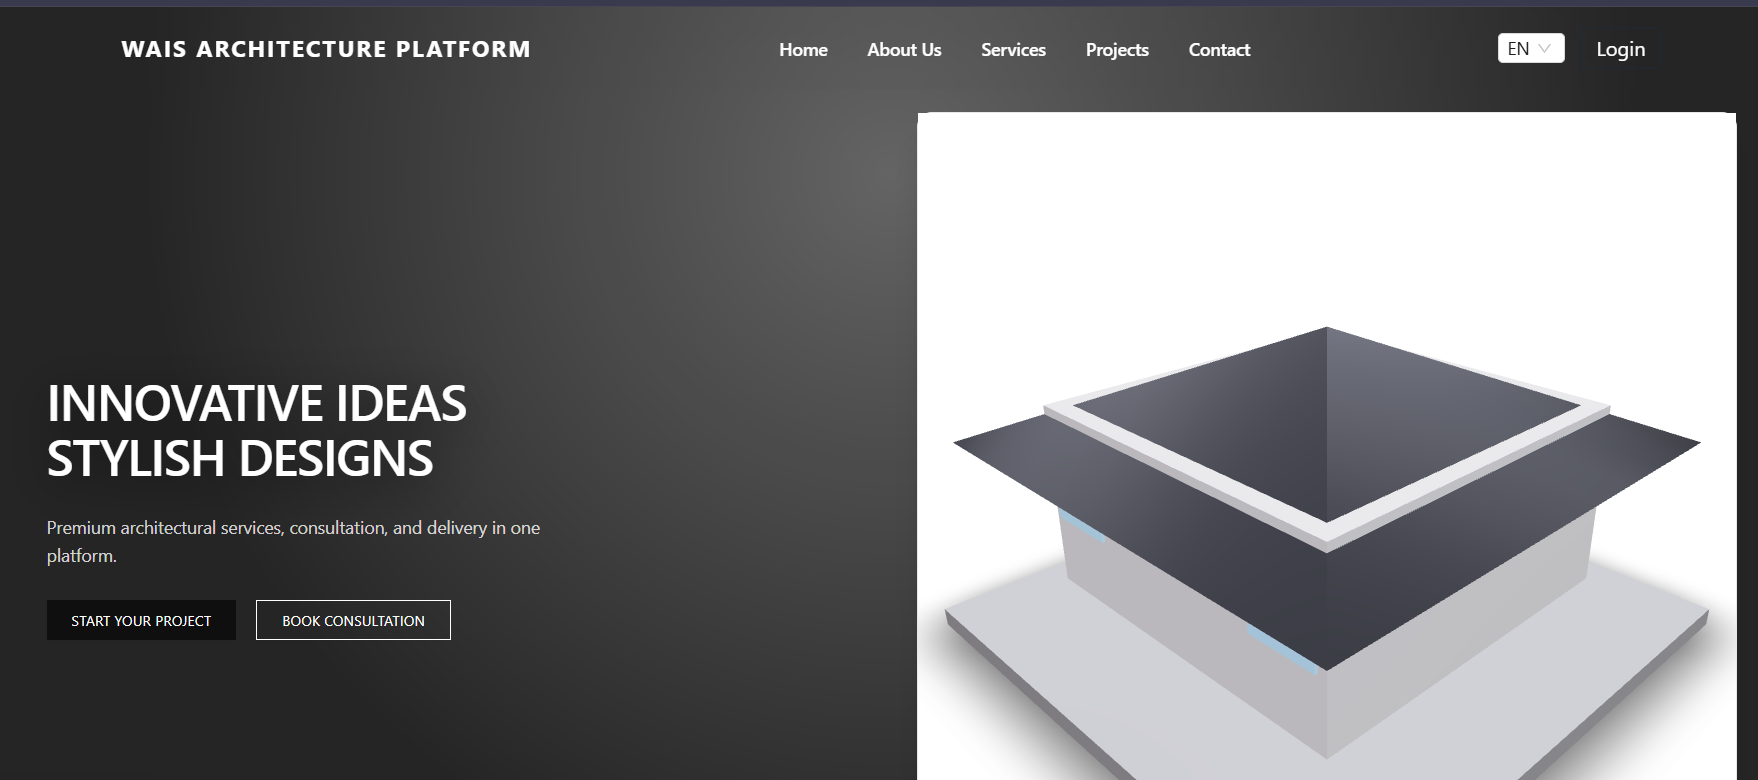 WAIS ARCHITECTURE PLATFORM
Home About Us Services Projects Contact
EN Login
INNOVATIVE IDEAS
STYLISH DESIGNS
Premium architectural services, consultation, and delivery in one
platform.
START YOUR PROJECT BOOK CONSULTATION